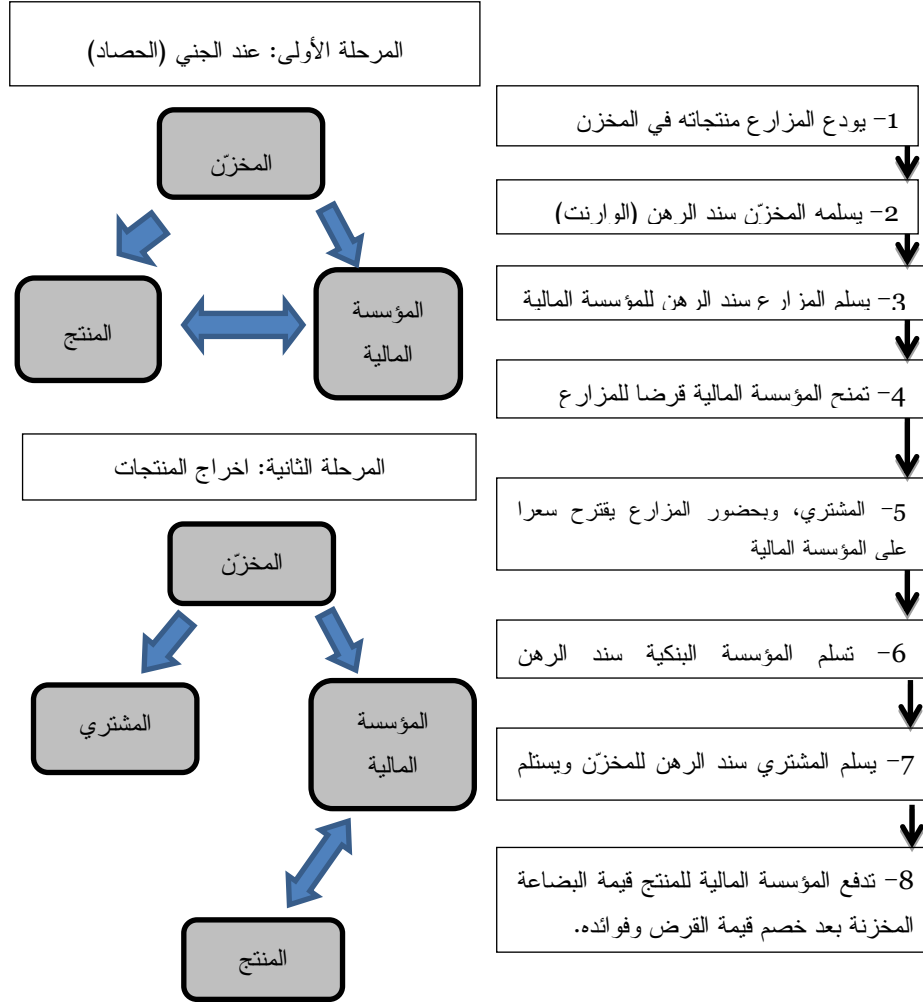 المرحلة الأولى: عند الجني (الحصاد)
المخزّن
المنتج
المؤسسة
المالية
المرحلة الثانية: اخراج المنتجات
المخزّن
المشتري
المؤسسة
المالية
المنتج
1- يودع المزارع منتجاته في المخزن
2- يسلمه المخزّن سند الرهن (الوارنت)
3- يسلم المزارع سند الرهن للمؤسسة المالية
4- تمنح المؤسسة المالية قرضا للمزارع
5- المشتري، وبحضور المزارع يقترح سعرا
على المؤسسة المالية
6- تسلم المؤسسة البنكية سند الرهن
7- يسلم المشتري سند الرهن للمخزّن ويستلم
8- تدفع المؤسسة المالية للمنتج قيمة البضاعة
المخزنة بعد خصم قيمة القرض وفوائده.